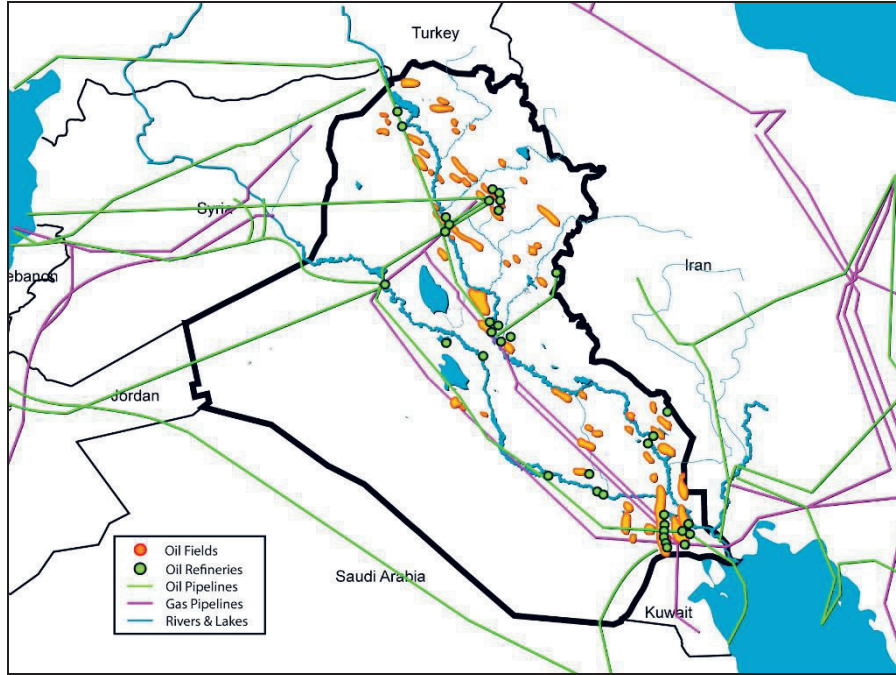 Turkey
Syria
ebanon
Iran
Jordan
Oil Fields
Oil Refineries
Oil Pipelines
Gas Pipelines
Rivers & Lakes
Saudi Arabia
Kuwait